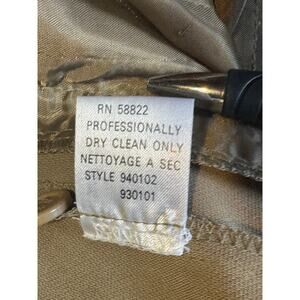 RN 58822
PROFESSIONALLY
DRY CLEAN ONLY
NETTOYAGE A SEC
STYLE 940102
930101